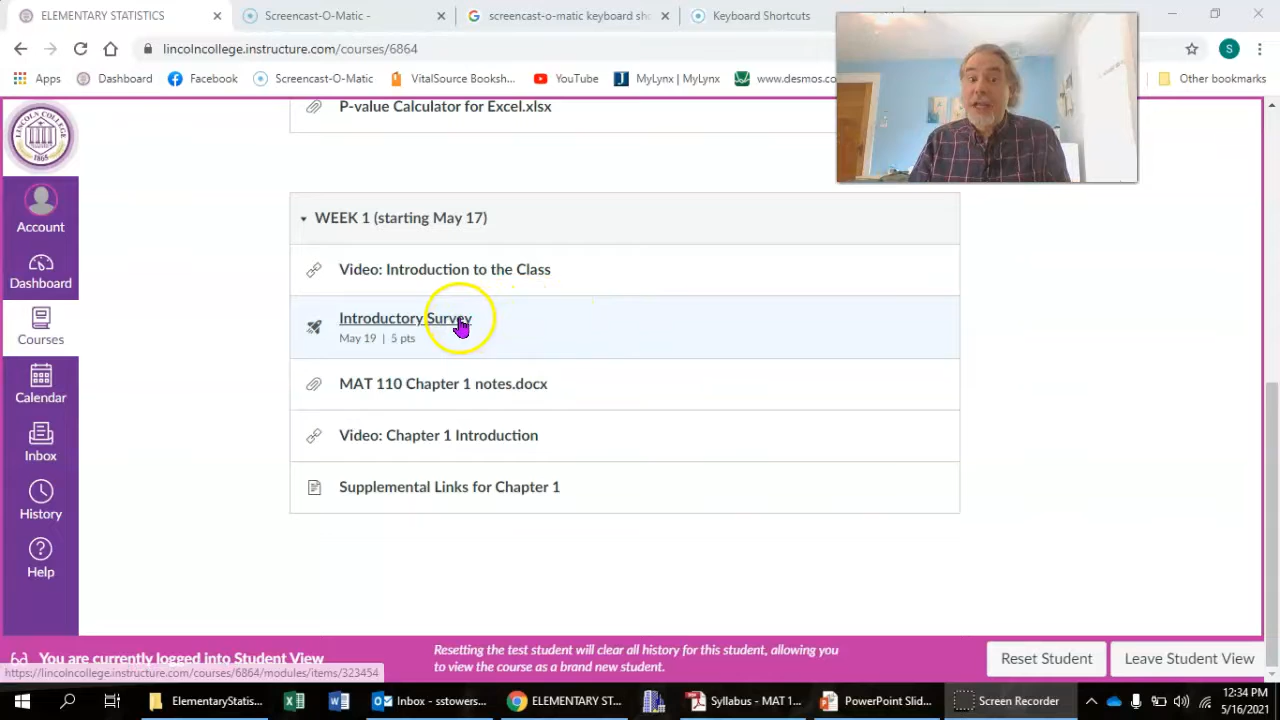 ELEMENTARY STATISTICS
Screencast-O-Matic -
screencast-o-matic keyboard sho
Keyboard Shortcuts
lincolncollege.instructure.com/courses/6864
S
Apps
Dashboard
Facebook
Screencast-O-Matic
VitalSource Booksh...
YouTube
MyLynx | MyLynx
www.desmos.co
Other bookmarks
LINCOLN COLLEGE
1865
P-value Calculator for Excel.xlsx
Account
Dashboard
Courses
Calendar
Inbox
History
Help
WEEK 1 (starting May 17)
Video: Introduction to the Class
Introductory Survey
May 19 | 5 pts
MAT 110 Chapter 1 notes.docx
Video: Chapter 1 Introduction
Supplemental Links for Chapter 1
You are currently logged into Student View
Resetting the test student will clear all history for this student, allowing you
to view the course as a brand new student.
Reset Student
Leave Student View
https://lincolncollege.instructure.com/courses/6864/modules/items/323454
ElementaryStatis...
Inbox - sstowers...
ELEMENTARY ST...
Syllabus - MAT 1...
PowerPoint Slid...
Screen Recorder
12:34 PM
5/16/2021